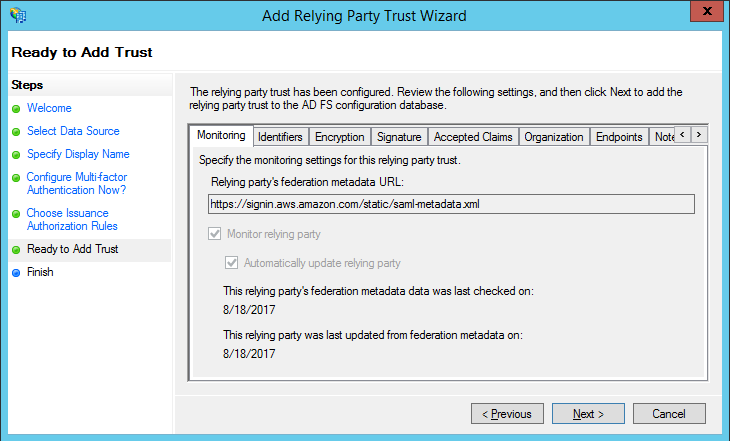 Add Relying Party Trust Wizard
X
Ready to Add Trust
Steps
Welcome
Select Data Source
Specify Display Name
Configure Multi-factor
Authentication Now?
Choose Issuance
Authorization Rules
Ready to Add Trust
Finish
The relying party trust has been configured. Review the following settings, and then click Next to add the
relying party trust to the AD FS configuration database.
Monitoring Identifiers Encryption Signature Accepted Claims Organization Endpoints Note < >
Specify the monitoring settings for this relying party trust.
Relying party's federation metadata URL:
https://signin.aws.amazon.com/static/saml-metadata.xml
Monitor relying party
Automatically update relying party
This relying party's federation metadata data was last checked on:
8/18/2017
This relying party was last updated from federation metadata on:
8/18/2017
< Previous Next > Cancel